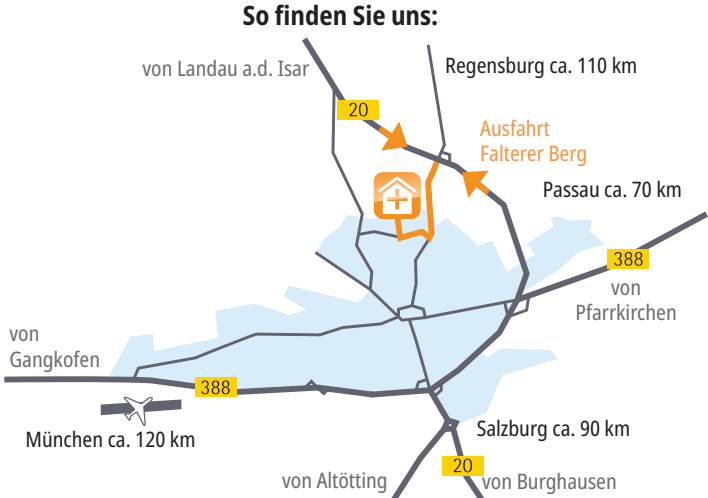 So finden Sie uns:
von Landau a.d. Isar
Regensburg ca. 110 km
20
Ausfahrt
Falterer Berg
Passau ca. 70 km
388
von
Pfarrkirchen
von
Gangkofen
388
München ca. 120 km
Salzburg ca. 90 km
20
von Altötting
von Burghausen